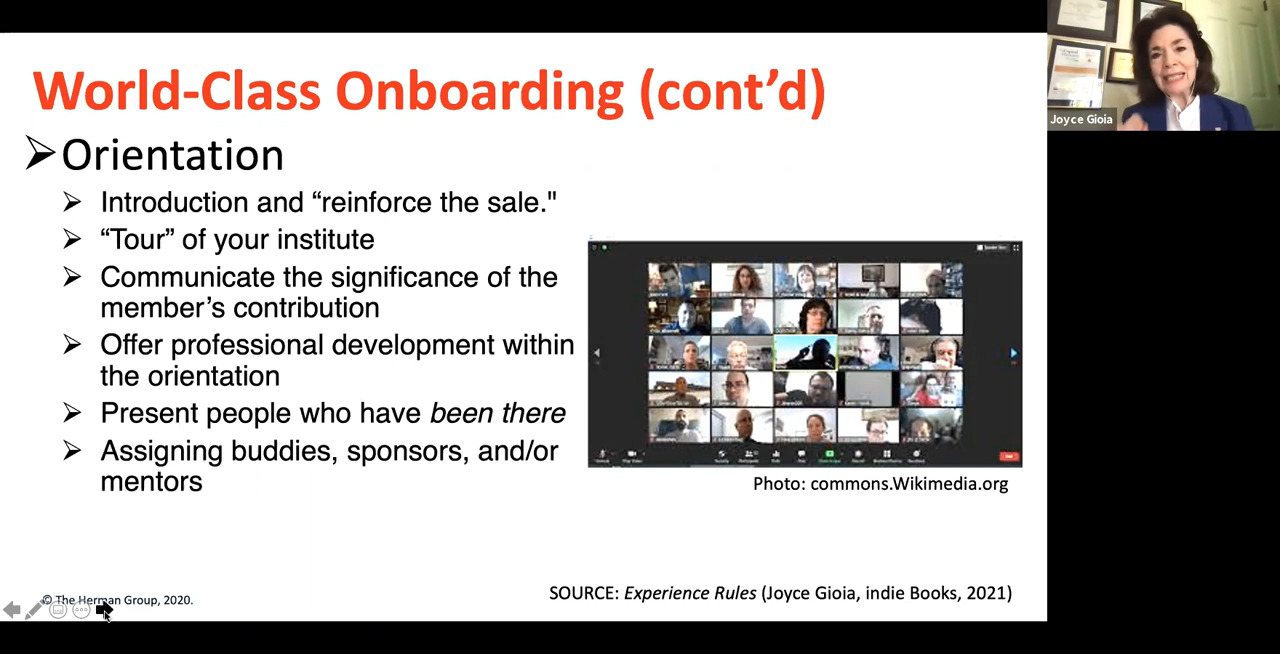 World-Class Onboarding (cont’d)
Orientation
Introduction and “reinforce the sale."
“Tour” of your institute
Communicate the significance of the
member’s contribution
Offer professional development within
the orientation
Present people who have been there
Assigning buddies, sponsors, and/or
mentors
Photo: commons.Wikimedia.org
SOURCE: Experience Rules (Joyce Gioia, indie Books, 2021)
© The Herman Group, 2020.
Joyce Gioia